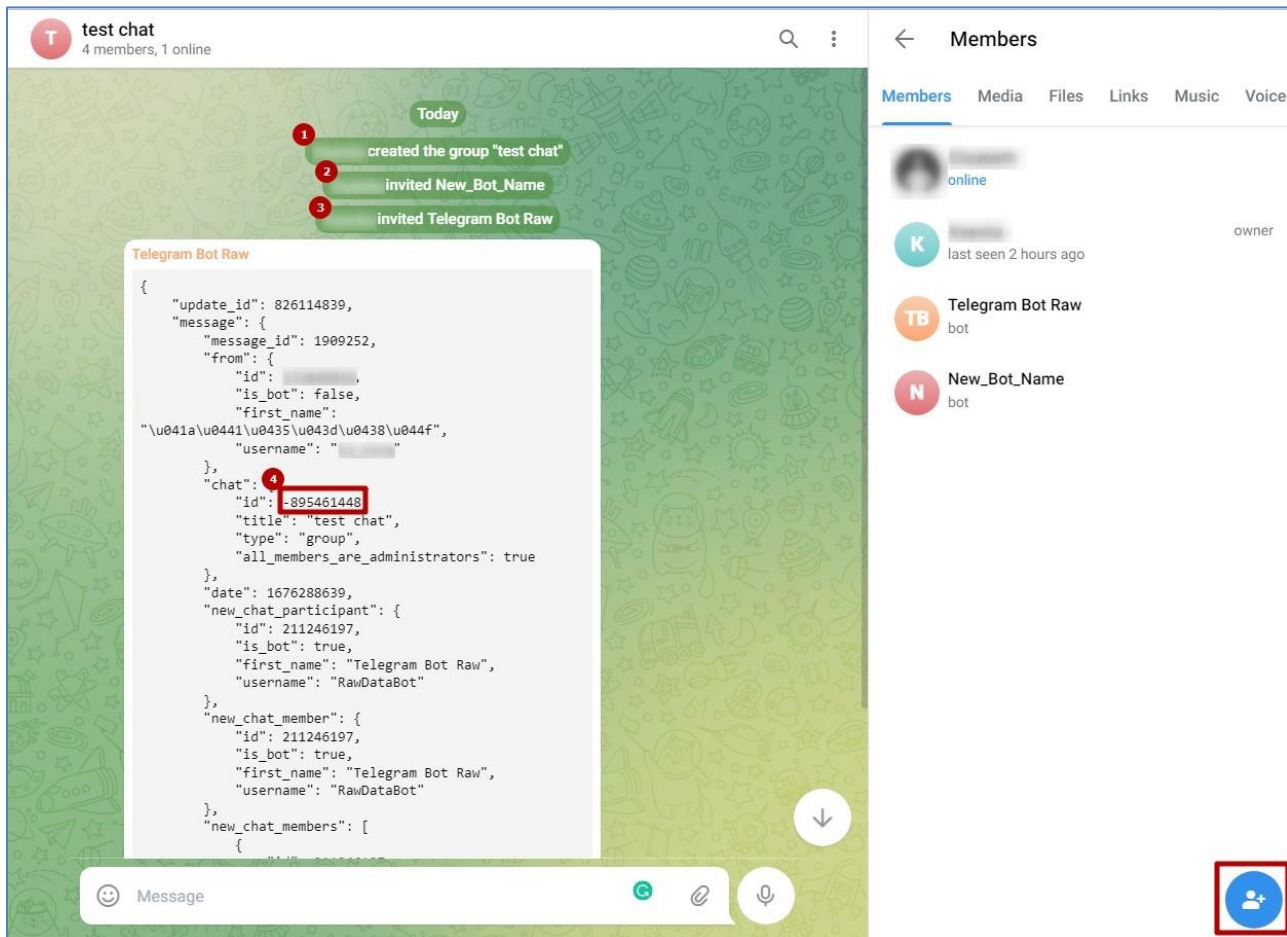 T
test chat
4 members, 1 online
Today
1
created the group "test chat"
2
invited New_Bot_Name
3
invited Telegram Bot Raw
Telegram Bot Raw
{
"update_id": 826114839,
"message": {
"message_id": 1909252,
"from": {
"id":
"is_bot": false,
"first_name":
"\u041a\u0441\u0435\u043d\u0438\u044f",
"username": " "
},
4
"chat": {
"id": -895461448
"title": "test chat",
"type": "group",
"all_members_are_administrators": true
},
"date": 1676288639,
"new_chat_participant": {
"id": 211246197,
"is_bot": true,
"first_name": "Telegram Bot Raw",
"username": "RawDataBot"
},
"new_chat_member": {
"id": 211246197,
"is_bot": true,
"first_name": "Telegram Bot Raw",
"username": "RawDataBot"
},
"new_chat_members": [
{
Message
Members
Members Media Files Links Music Voice
online
K
owner
last seen 2 hours ago
TB
Telegram Bot Raw
bot
N
New_Bot_Name
bot